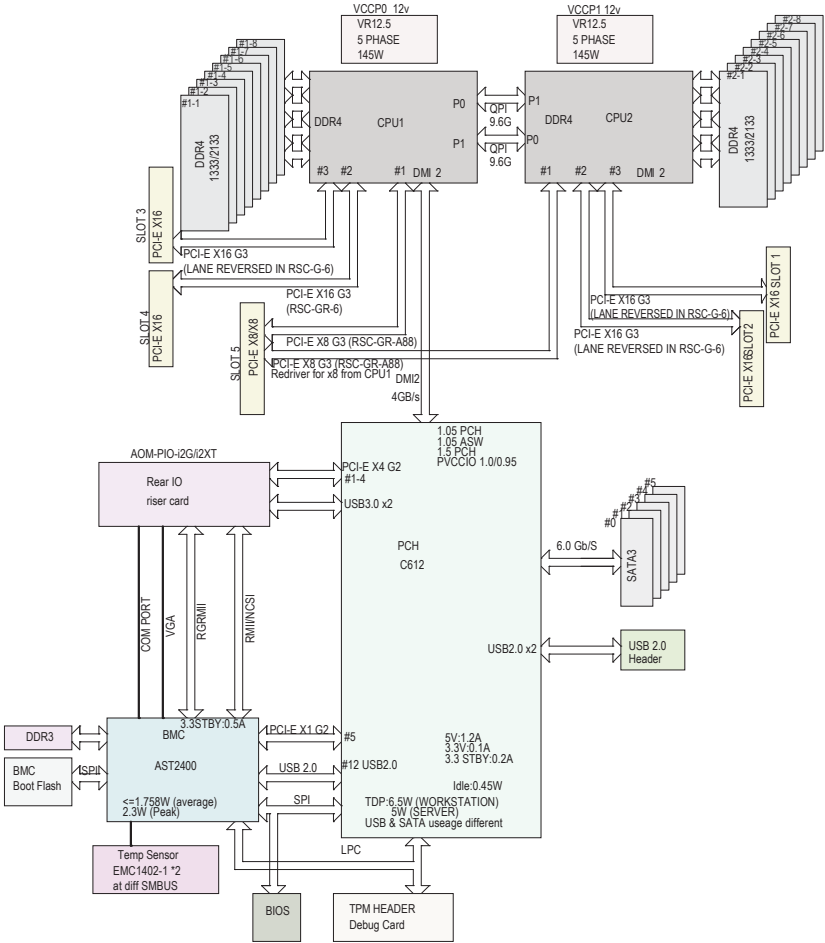 VCCP0 12v
VR12.5
5 PHASE
145W
VCCP1 12v
VR12.5
5 PHASE
145W
#1-8
#1-7
#1-6
#1-5
#1-4
#1-3
#1-2
#1-1
DDR4
1333/2133
DDR4
CPU1
P0
P1
#3
#2
#1
DMI 2
QPI
9.6G
QPI
9.6G
P1
P0
DDR4
CPU2
#1
#2
#3
DMI 2
#2-8
#2-7
#2-6
#2-5
#2-4
#2-3
#2-2
#2-1
DDR4
1333/2133
SLOT 3
PCI-E X16
PCI-E X16 G3
(LANE REVERSED IN RSC-G-6)
SLOT 4
PCI-E X16
PCI-E X16 G3
(RSC-GR-6)
SLOT 5
PCI-E X8/X8
PCI-E X8 G3 (RSC-GR-A88)
PCI-E X8 G3 (RSC-GR-A88)
Redriver for x8 from CPU1
DMI2
4GB/s
PCI-E X16 G3
(LANE REVERSED IN RSC-G-6)
PCI-E X16 G3
(LANE REVERSED IN RSC-G-6)
PCI-E X16 SLOT 1
PCI-E X16
SLOT2
1.05 PCH
1.05 ASW
1.5 PCH
PVCCIO 1.0/0.95
AOM-PIO-i2G/i2XT
Rear IO
riser card
PCI-E X4 G2
#1-4
USB3.0 x2
PCH
C612
6.0 Gb/S
#5
#4
#3
#2
#1
#0
SATA3
USB2.0 x2
USB 2.0
Header
COM PORT
VGA
RGRMII
RMII/NCSI
3.3STBY:0.5A
BMC
AST2400
<=1.758W (average)
2.3W (Peak)
DDR3
BMC
Boot Flash
SPI
PCI-E X1 G2
#5
USB 2.0
#12 USB2.0
SPI
5V:1.2A
3.3V:0.1A
3.3 STBY:0.2A
Idle:0.45W
TDP:6.5W (WORKSTATION)
5W (SERVER)
USB & SATA useage different
LPC
Temp Sensor
EMC1402-1 *2
at diff SMBUS
BIOS
TPM HEADER
Debug Card